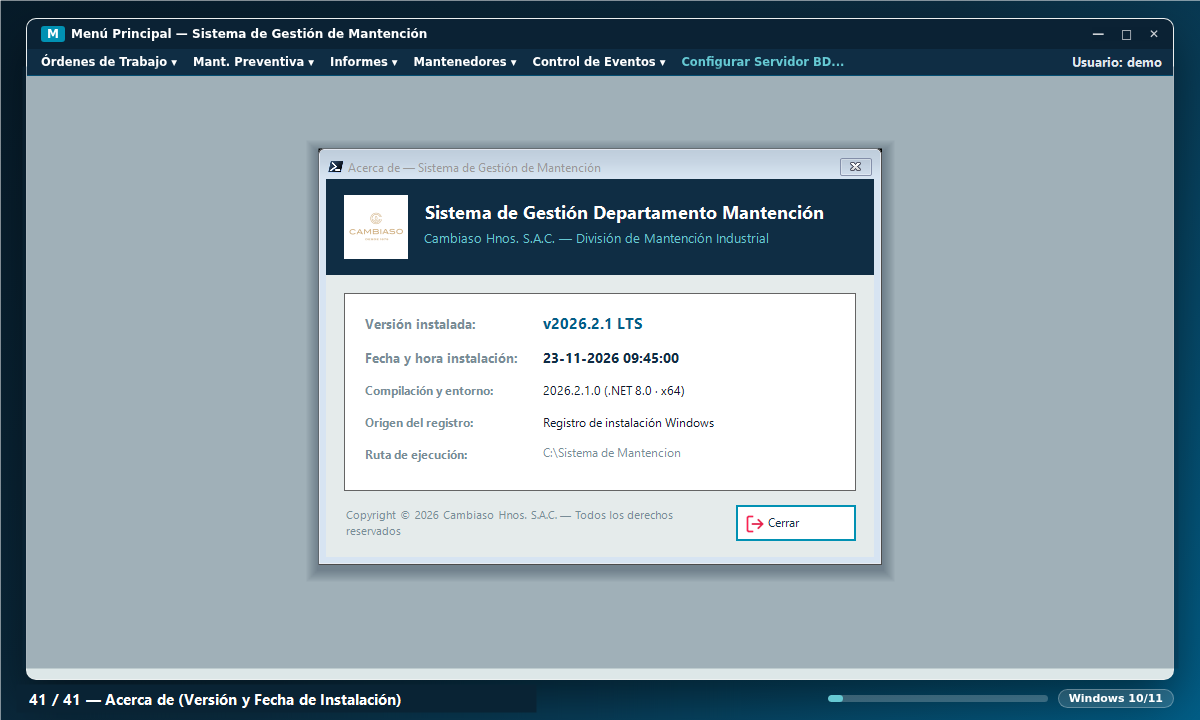 M Menú Principal — Sistema de Gestión de Mantención
Órdenes de Trabajo ▾ Mant. Preventiva ▾ Informes ▾ Mantenedores ▾ Control de Eventos ▾ Configurar Servidor BD... Usuario: demo
Acerca de — Sistema de Gestión de Mantención
CAMBIASO
Sistema de Gestión Departamento Mantención
Cambiaso Hnos. S.A.C. — División de Mantención Industrial
Versión instalada: v2026.2.1 LTS
Fecha y hora instalación: 23-11-2026 09:45:00
Compilación y entorno: 2026.2.1.0 (.NET 8.0 · x64)
Origen del registro: Registro de instalación Windows
Ruta de ejecución: C:\Sistema de Mantencion
Copyright © 2026 Cambiaso Hnos. S.A.C. — Todos los derechos
reservados
Cerrar
41 / 41 — Acerca de (Versión y Fecha de Instalación)
Windows 10/11